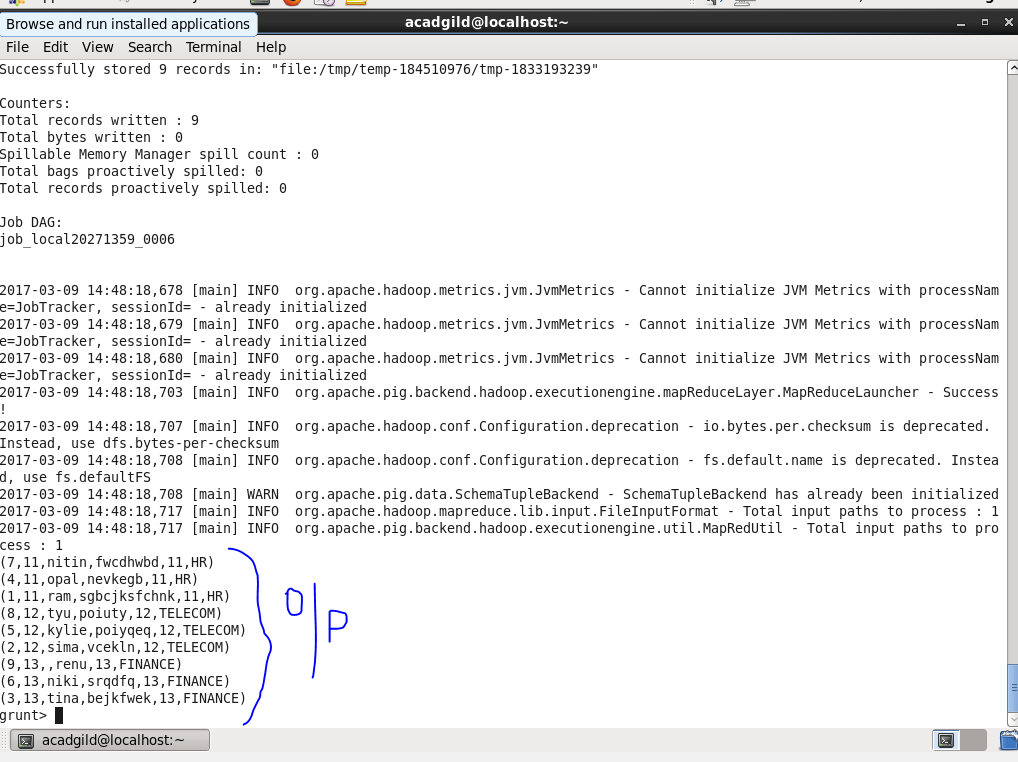 Browse and run installed applications
acadgild@localhost:~
File Edit View Search Terminal Help
Successfully stored 9 records in: "file:/tmp/temp-184510976/tmp-1833193239"
Counters:
Total records written : 9
Total bytes written : 0
Spillable Memory Manager spill count : 0
Total bags proactively spilled: 0
Total records proactively spilled: 0
Job DAG:
job_local20271359_0006
2017-03-09 14:48:18,678 [main] INFO  org.apache.hadoop.metrics.jvm.JvmMetrics - Cannot initialize JVM Metrics with processNam
e=JobTracker, sessionId= - already initialized
2017-03-09 14:48:18,679 [main] INFO  org.apache.hadoop.metrics.jvm.JvmMetrics - Cannot initialize JVM Metrics with processNam
e=JobTracker, sessionId= - already initialized
2017-03-09 14:48:18,680 [main] INFO  org.apache.hadoop.metrics.jvm.JvmMetrics - Cannot initialize JVM Metrics with processNam
e=JobTracker, sessionId= - already initialized
2017-03-09 14:48:18,703 [main] INFO  org.apache.pig.backend.hadoop.executionengine.mapReduceLayer.MapReduceLauncher - Success
!
2017-03-09 14:48:18,707 [main] INFO  org.apache.hadoop.conf.Configuration.deprecation - io.bytes.per.checksum is deprecated.
Instead, use dfs.bytes-per-checksum
2017-03-09 14:48:18,708 [main] INFO  org.apache.hadoop.conf.Configuration.deprecation - fs.default.name is deprecated. Instea
d, use fs.defaultFS
2017-03-09 14:48:18,708 [main] WARN  org.apache.pig.data.SchemaTupleBackend - SchemaTupleBackend has already been initialized
2017-03-09 14:48:18,717 [main] INFO  org.apache.hadoop.mapreduce.lib.input.FileInputFormat - Total input paths to process : 1
2017-03-09 14:48:18,717 [main] INFO  org.apache.pig.backend.hadoop.executionengine.util.MapRedUtil - Total input paths to pro
cess : 1
(7,11,nitin,fwcdhwbd,11,HR)
(4,11,opal,nevkegb,11,HR)
(1,11,ram,sgbcjksfchnk,11,HR)
(8,12,tyu,poiuty,12,TELECOM)
(5,12,kylie,poiyqeq,12,TELECOM)
(2,12,sima,vcekln,12,TELECOM)
(9,13,,renu,13,FINANCE)
(6,13,niki,srqdfq,13,FINANCE)
(3,13,tina,bejkfwek,13,FINANCE)
O/P
grunt>
acadgild@localhost:~